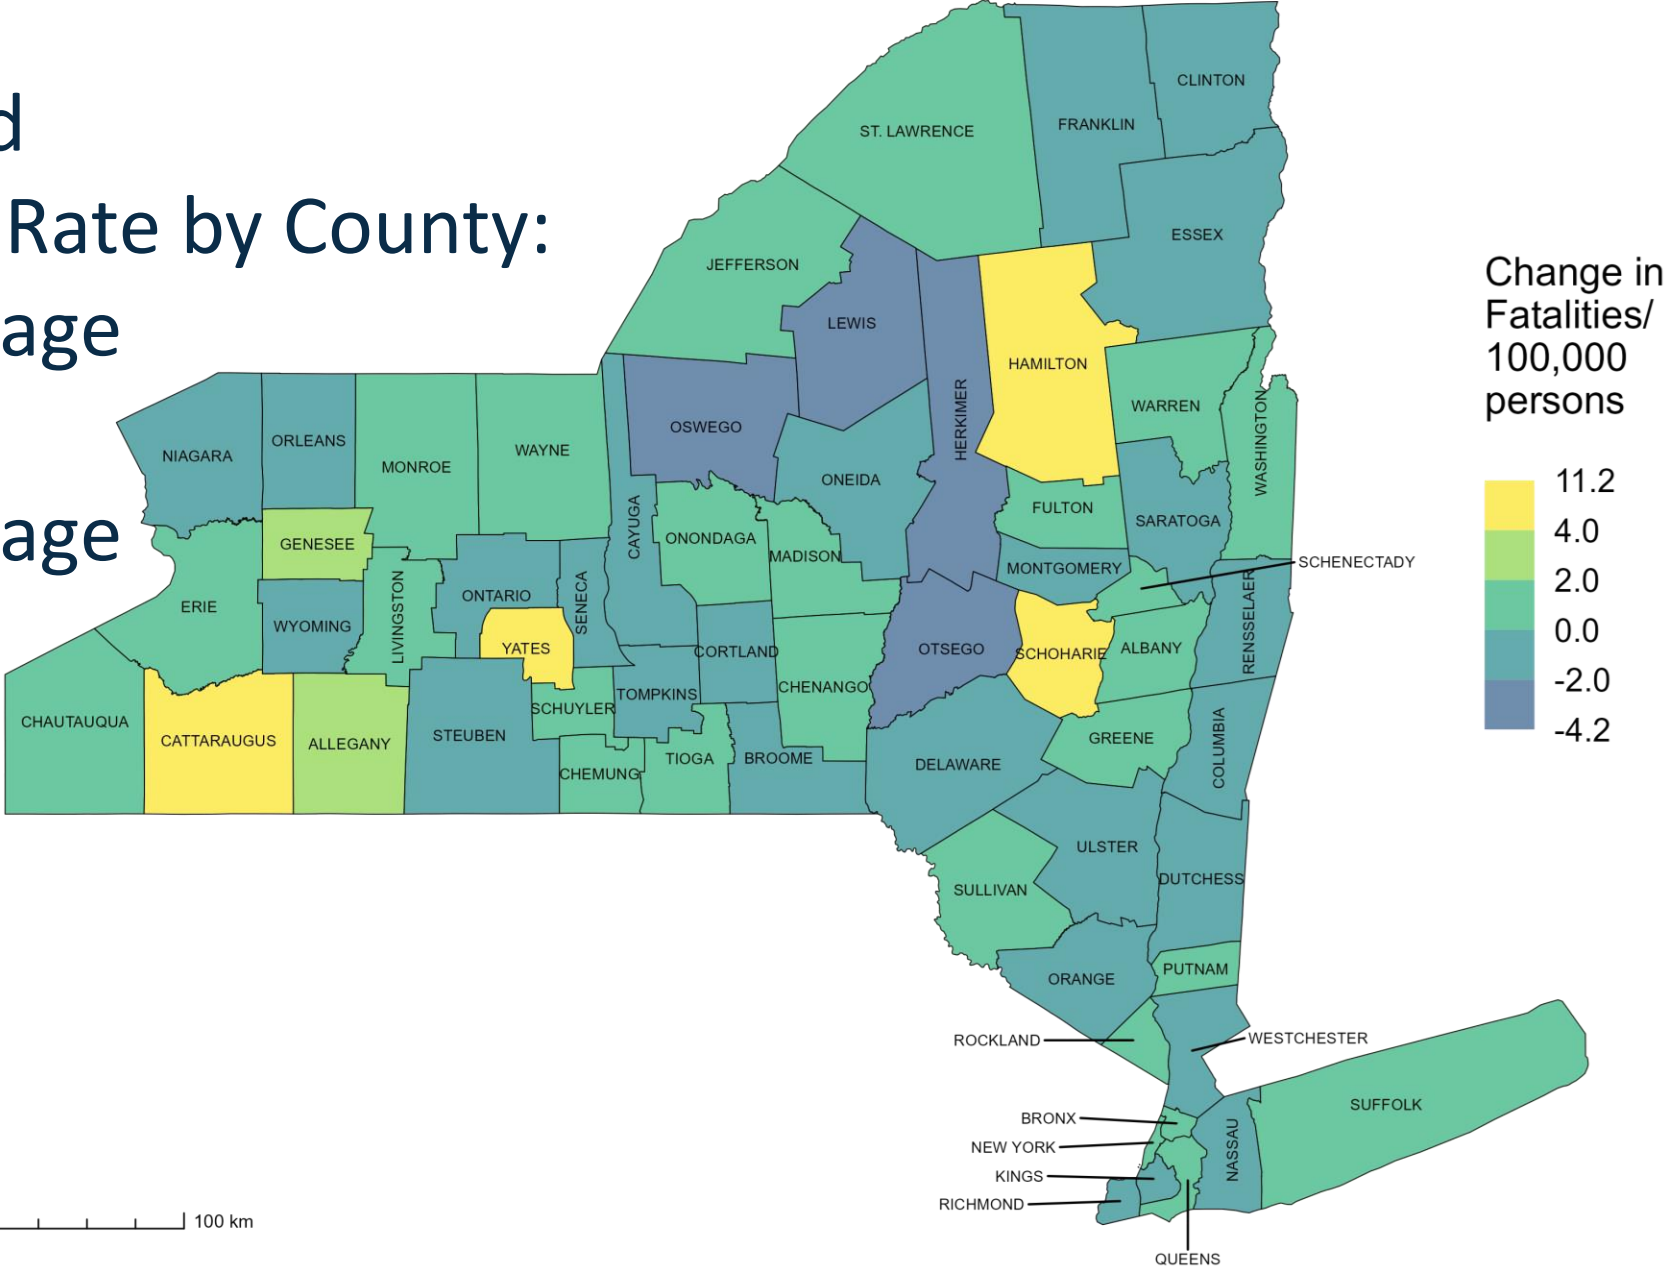 d
Rate by County:
age
age
CLINTON
FRANKLIN
ST. LAWRENCE
ESSEX
JEFFERSON
LEWIS
HAMILTON
HERKIMER
WARREN
WASHINGTON
OSWEGO
ONEIDA
NIAGARA
ORLEANS
MONROE
WAYNE
CAYUGA
FULTON
SARATOGA
GENESEE
ONONDAGA
MADISON
MONTGOMERY
SCHENECTADY
ERIE
WYOMING
LIVINGSTON
ONTARIO
SENECA
YATES
CORTLAND
OTSEGO
SCHOHARIE
ALBANY
RENSSELAER
CHAUTAUQUA
CATTARAUGUS
ALLEGANY
STEUBEN
SCHUYLER
TOMPKINS
CHENANGO
CHEMUNG
TIOGA
BROOME
DELAWARE
GREENE
COLUMBIA
ULSTER
DUTCHESS
SULLIVAN
ORANGE
PUTNAM
ROCKLAND
WESTCHESTER
BRONX
NEW YORK
KINGS
RICHMOND
QUEENS
NASSAU
SUFFOLK
Change in
Fatalities/
100,000
persons
11.2
4.0
2.0
0.0
-2.0
-4.2
100 km